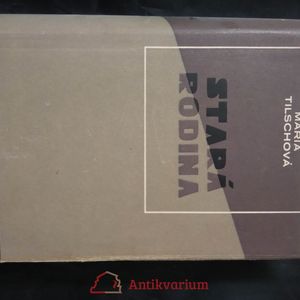 MARIA
TILSCHOVÁ
STARÁ
RODINA
Antikvarium